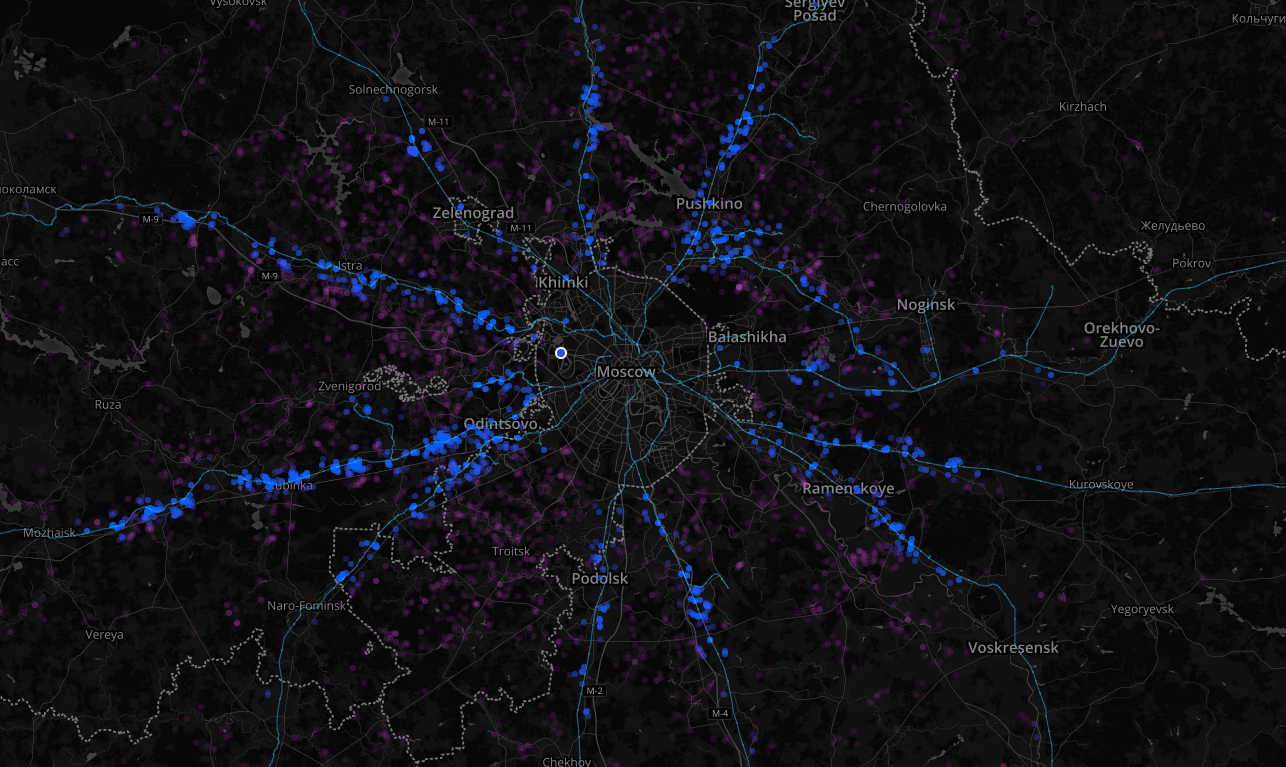 Vysokovsk
Sergiyev
Posad
Кольчуги
Solnechnogorsk
Kirzhach
M-11
околамск
Zelenograd
Pushkino
Chernogolovka
M-9
M-11
Желудьево
асс
Istra
Pokrov
M-9
Khimki
Noginsk
Balashikha
Orekhovo-
Zuevo
Moscow
Zvenigorod
Ruza
Odintsovo
Kubinka
Ramenskoye
Kurovskoye
Mozhaisk
Troitsk
Podolsk
Naro-Fominsk
Yegoryevsk
Vereya
Voskresensk
M-2
M-4
Chekhov